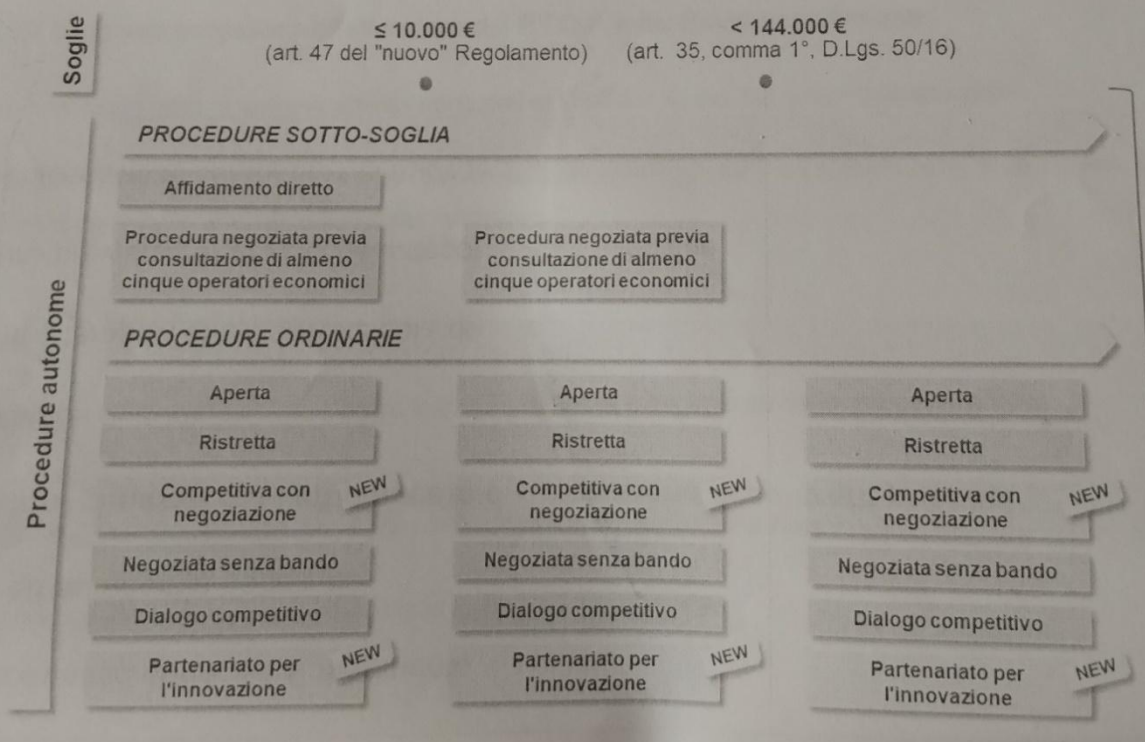 Soglie
≤ 10.000 €
(art. 47 del "nuovo" Regolamento)
< 144.000 €
(art. 35, comma 1°, D.Lgs. 50/16)
Procedure autonome
PROCEDURE SOTTO-SOGLIA
Affidamento diretto
Procedura negoziata previa
consultazione di almeno
cinque operatori economici
Procedura negoziata previa
consultazione di almeno
cinque operatori economici
PROCEDURE ORDINARIE
Aperta
Aperta
Aperta
Ristretta
Ristretta
Ristretta
Competitiva con
negoziazione
NEW
Competitiva con
negoziazione
NEW
Competitiva con
negoziazione
NEW
Negoziata senza bando
Negoziata senza bando
Negoziata senza bando
Dialogo competitivo
Dialogo competitivo
Dialogo competitivo
Partenariato per
l'innovazione
NEW
Partenariato per
l'innovazione
NEW
Partenariato per
l'innovazione
NEW